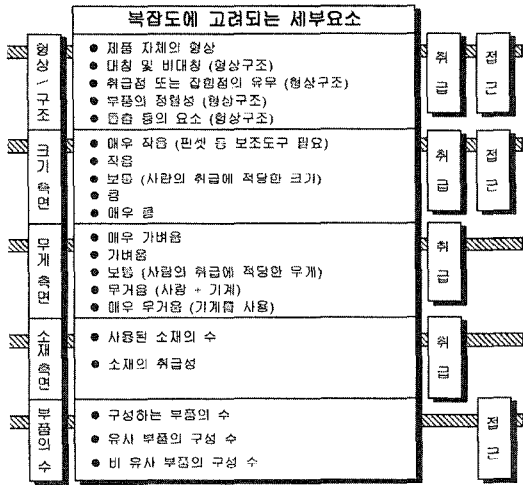 복잡도에 고려되는 세부요소
형상 / 구조
● 제품 자체의 형상
● 대칭 및 비대칭 (형상구조)
● 취급점 또는 잡힘점의 유무 (형상구조)
● 부품의 정형성 (형상구조)
● 돌출 등의 요소 (형상구조)
취급
접근
크기 측면
● 매우 작음 (핀셋 등 보조도구 필요)
● 작음
● 보통 (사람의 취급에 적당한 크기)
● 큼
● 매우 큼
취급
접근
무게 측면
● 매우 가벼움
● 가벼움
● 보통 (사람의 취급에 적당한 무게)
● 무거움 (사람 + 기계)
● 매우 무거움 (기계를 사용)
취급
소재 측면
● 사용된 소재의 수
● 소재의 취급성
취급
부품의 수
● 구성하는 부품의 수
● 유사 부품의 구성 수
● 비 유사 부품의 구성 수
접근